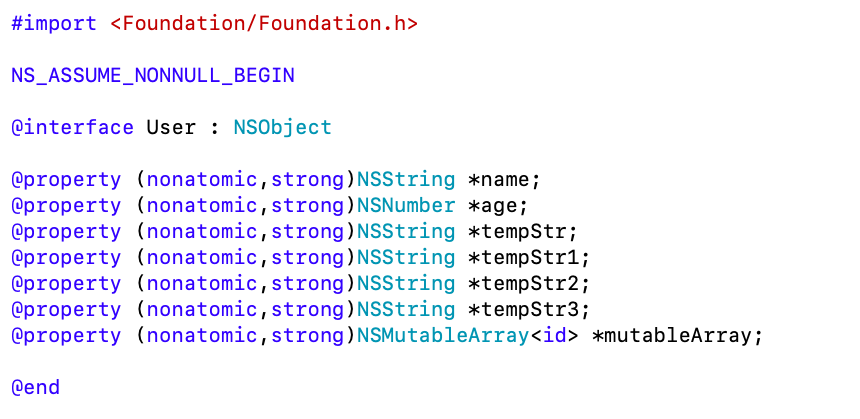 #import <Foundation/Foundation.h>
NS_ASSUME_NONNULL_BEGIN
@interface User : NSObject
@property (nonatomic,strong)NSString *name;
@property (nonatomic,strong)NSNumber *age;
@property (nonatomic,strong)NSString *tempStr;
@property (nonatomic,strong)NSString *tempStr1;
@property (nonatomic,strong)NSString *tempStr2;
@property (nonatomic,strong)NSString *tempStr3;
@property (nonatomic,strong)NSMutableArray<id> *mutableArray;
@end